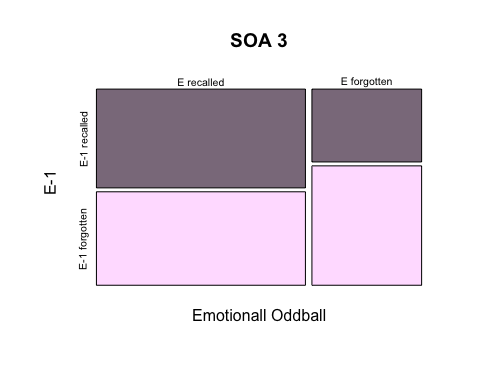 SOA 3
E recalled
E forgotten
E-1
E-1 recalled
E-1 forgotten
Emotionall Oddball